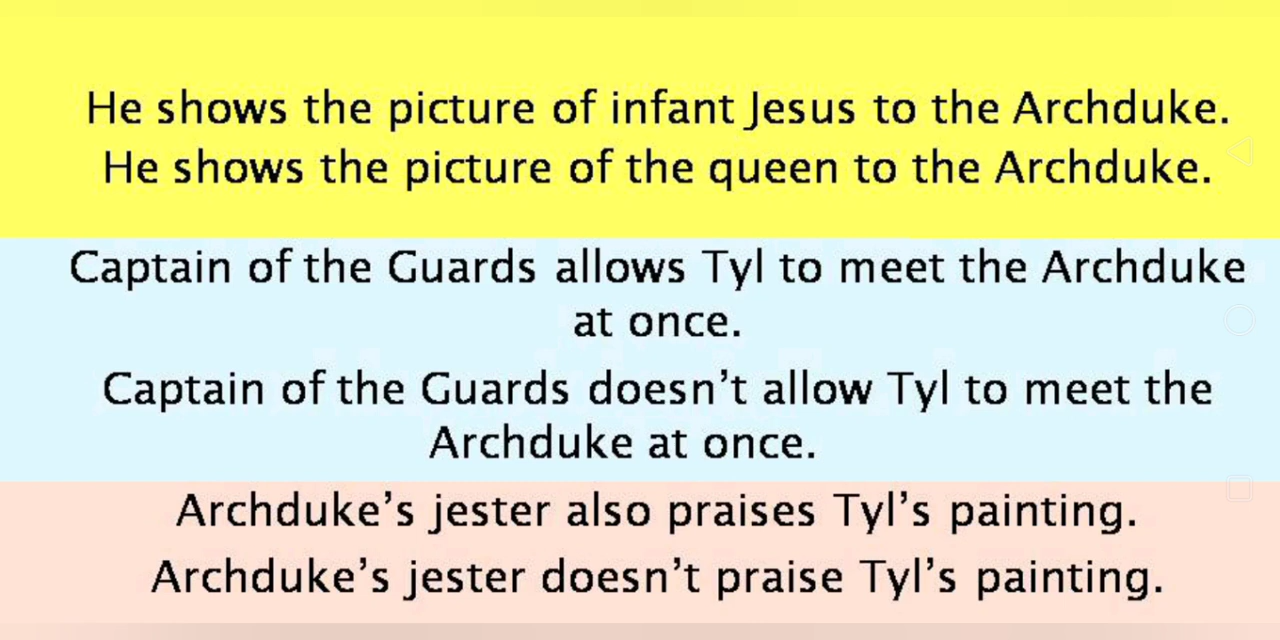 He shows the picture of infant Jesus to the Archduke.
He shows the picture of the queen to the Archduke.
Captain of the Guards allows Tyl to meet the Archduke
at once.
Captain of the Guards doesn’t allow Tyl to meet the
Archduke at once.
Archduke’s jester also praises Tyl’s painting.
Archduke’s jester doesn’t praise Tyl’s painting.